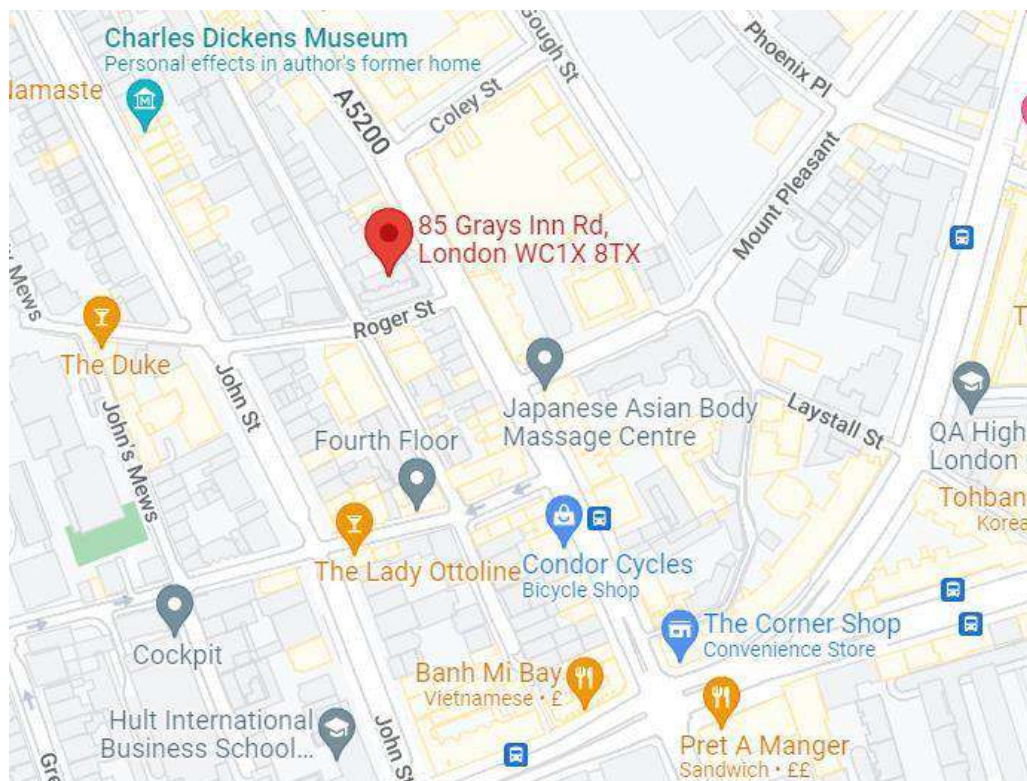 Charles Dickens Museum
Personal effects in author's former home
Namaste
A5200
Coley St
Gough St
Phoenix Pl
Mount Pleasant
85 Grays Inn Rd,
London WC1X 8TX
Roger St
Mews
The Duke
John St
John's Mews
Fourth Floor
Japanese Asian Body
Massage Centre
Laystall St
QA High
London
Tohban
Korea
The Lady Ottoline
Condor Cycles
Bicycle Shop
Cockpit
The Corner Shop
Convenience Store
Banh Mi Bay
Vietnamese • £
Hult International
Business School...
John St
Pret A Manger
Sandwich • ££
Gre